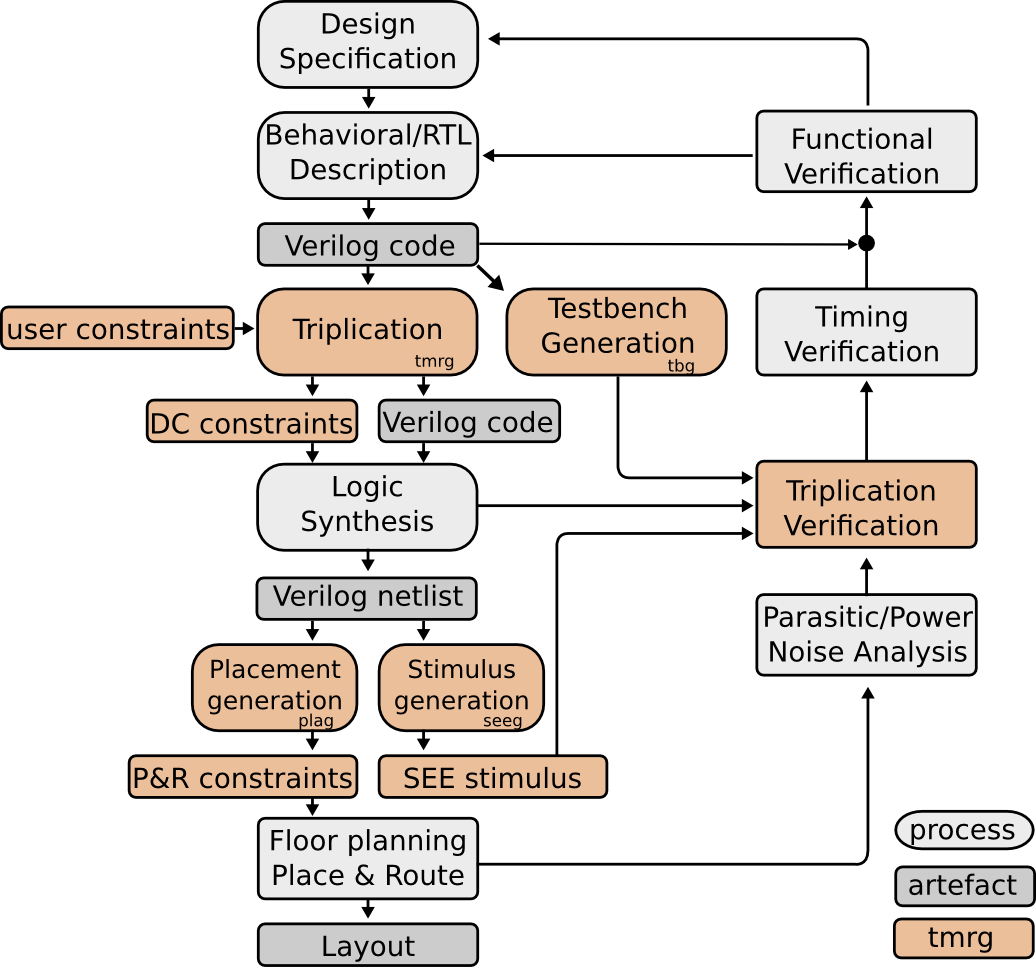 Design
Specification
Behavioral/RTL
Description
Functional
Verification
Verilog code
user constraints
Triplication
tmrg
Testbench
Generation
tbg
Timing
Verification
DC constraints
Verilog code
Logic
Synthesis
Triplication
Verification
Verilog netlist
Parasitic/Power
Noise Analysis
Placement
generation
plag
Stimulus
generation
seeg
P&R constraints
SEE stimulus
Floor planning
Place & Route
Layout
process
artefact
tmrg